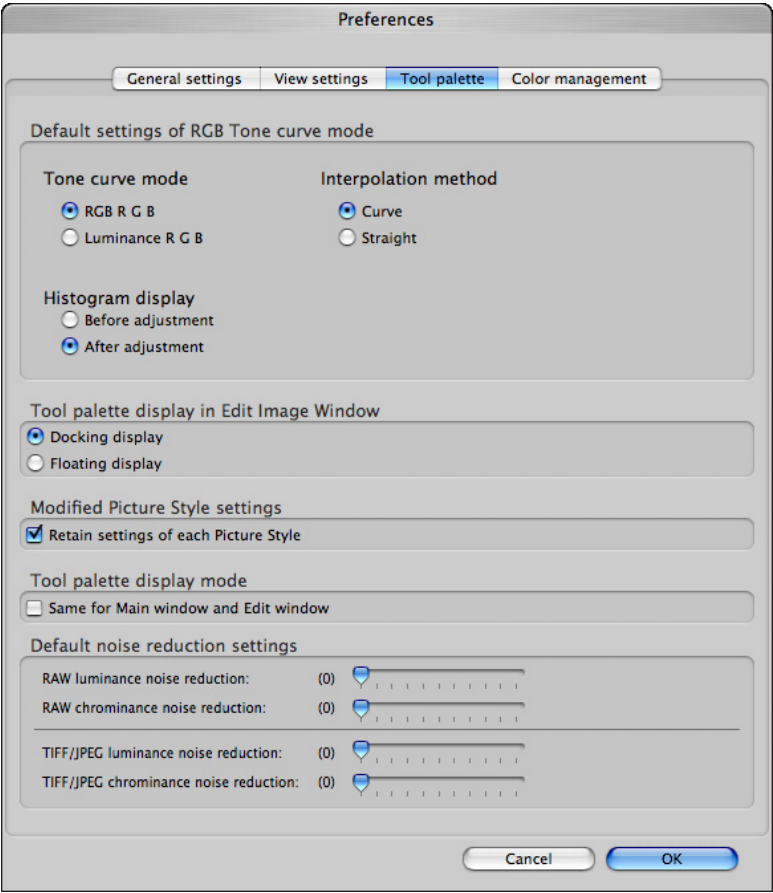 Preferences
General settings View settings Tool palette Color management
Default settings of RGB Tone curve mode
Tone curve mode
RGB R G B
Luminance R G B
Interpolation method
Curve
Straight
Histogram display
Before adjustment
After adjustment
Tool palette display in Edit Image Window
Docking display
Floating display
Modified Picture Style settings
Retain settings of each Picture Style
Tool palette display mode
Same for Main window and Edit window
Default noise reduction settings
RAW luminance noise reduction: (0)
RAW chrominance noise reduction: (0)
TIFF/JPEG luminance noise reduction: (0)
TIFF/JPEG chrominance noise reduction: (0)
Cancel OK